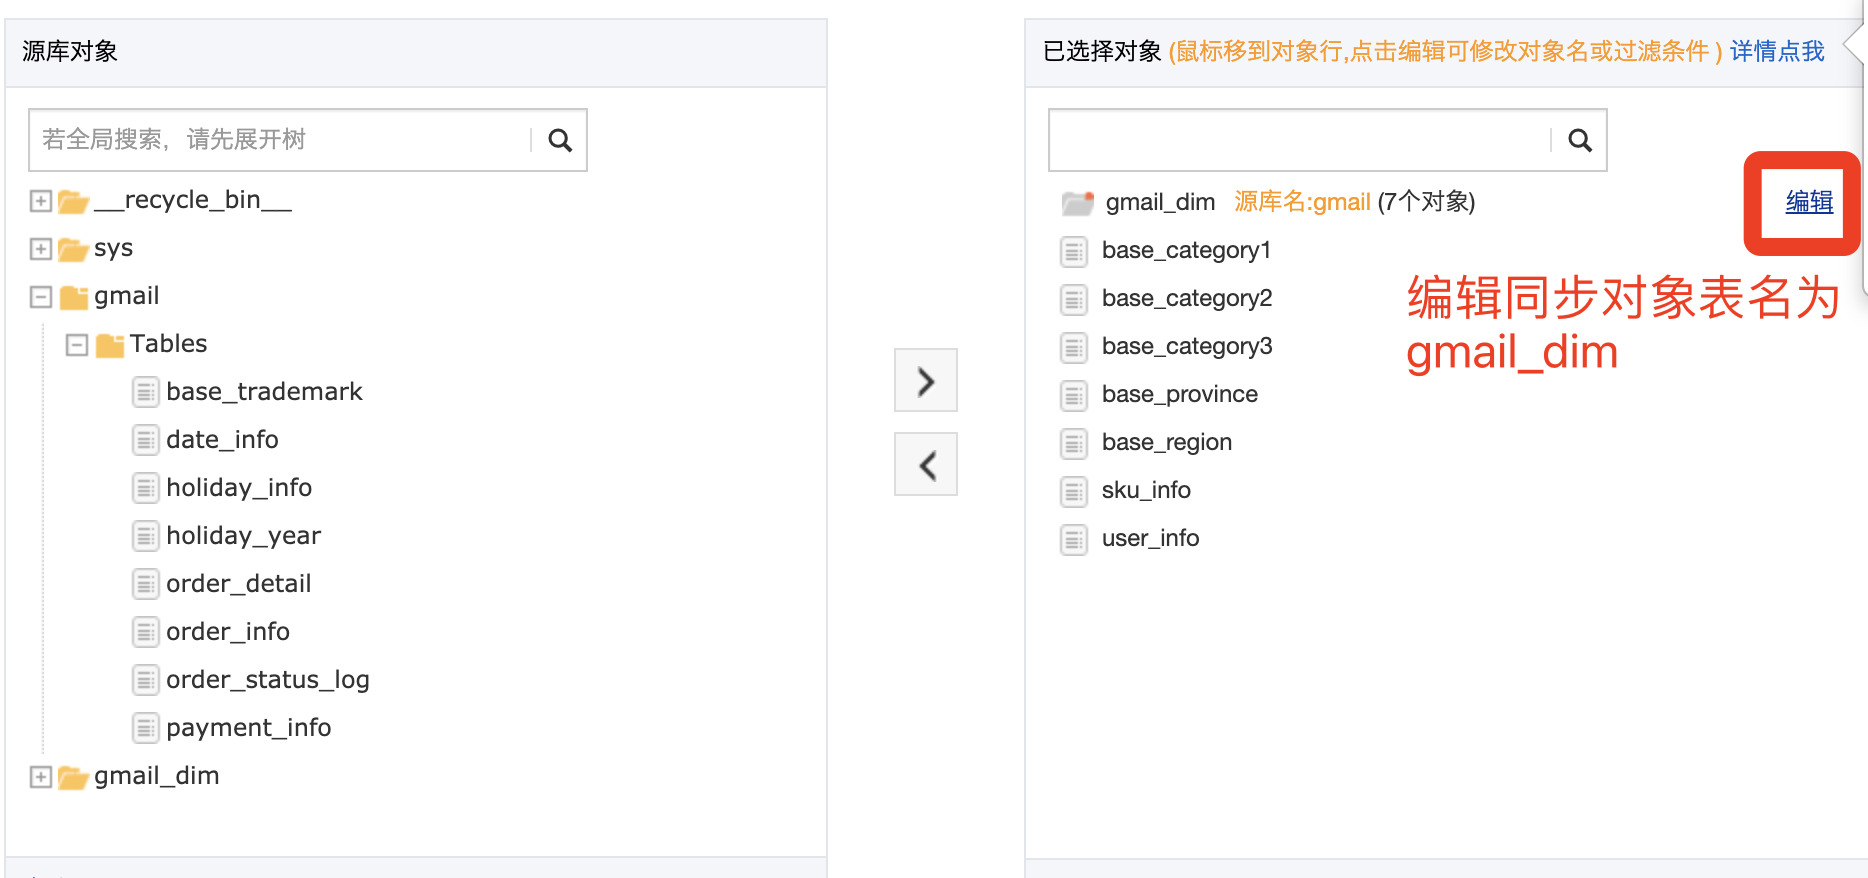 源库对象
若全局搜索，请先展开树
__recycle_bin__
sys
gmail
Tables
base_trademark
date_info
holiday_info
holiday_year
order_detail
order_info
order_status_log
payment_info
gmail_dim
已选择对象 (鼠标移到对象行,点击编辑可修改对象名或过滤条件 ) 详情点我
gmail_dim 源库名:gmail (7个对象) 编辑
base_category1
base_category2
base_category3
base_province
base_region
sku_info
user_info
编辑同步对象表名为
gmail_dim